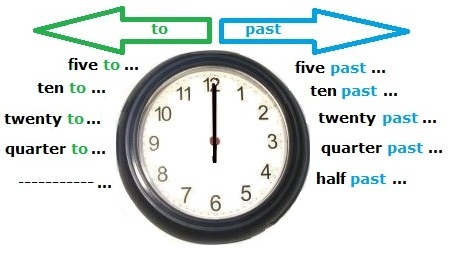 to past
five to ... five past ...
ten to ... ten past ...
twenty to ... twenty past ...
quarter to ... quarter past ...
----------- ... half past ...
12
11 1
10 2
9 3
8 4
7 5
6